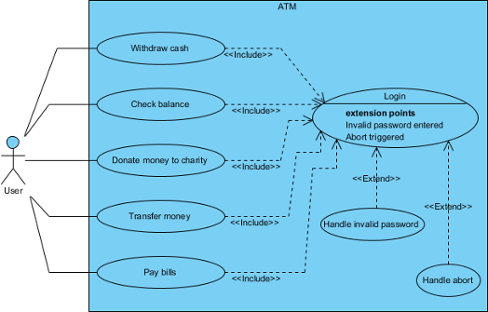 ATM
Withdraw cash
<<Include>>
Check balance
<<Include>>
Login
extension points
Invalid password entered
Abort triggered
Donate money to charity
<<Include>>
User
<<Extend>>
<<Extend>>
Transfer money
<<Include>>
Handle invalid password
Pay bills
<<Include>>
Handle abort